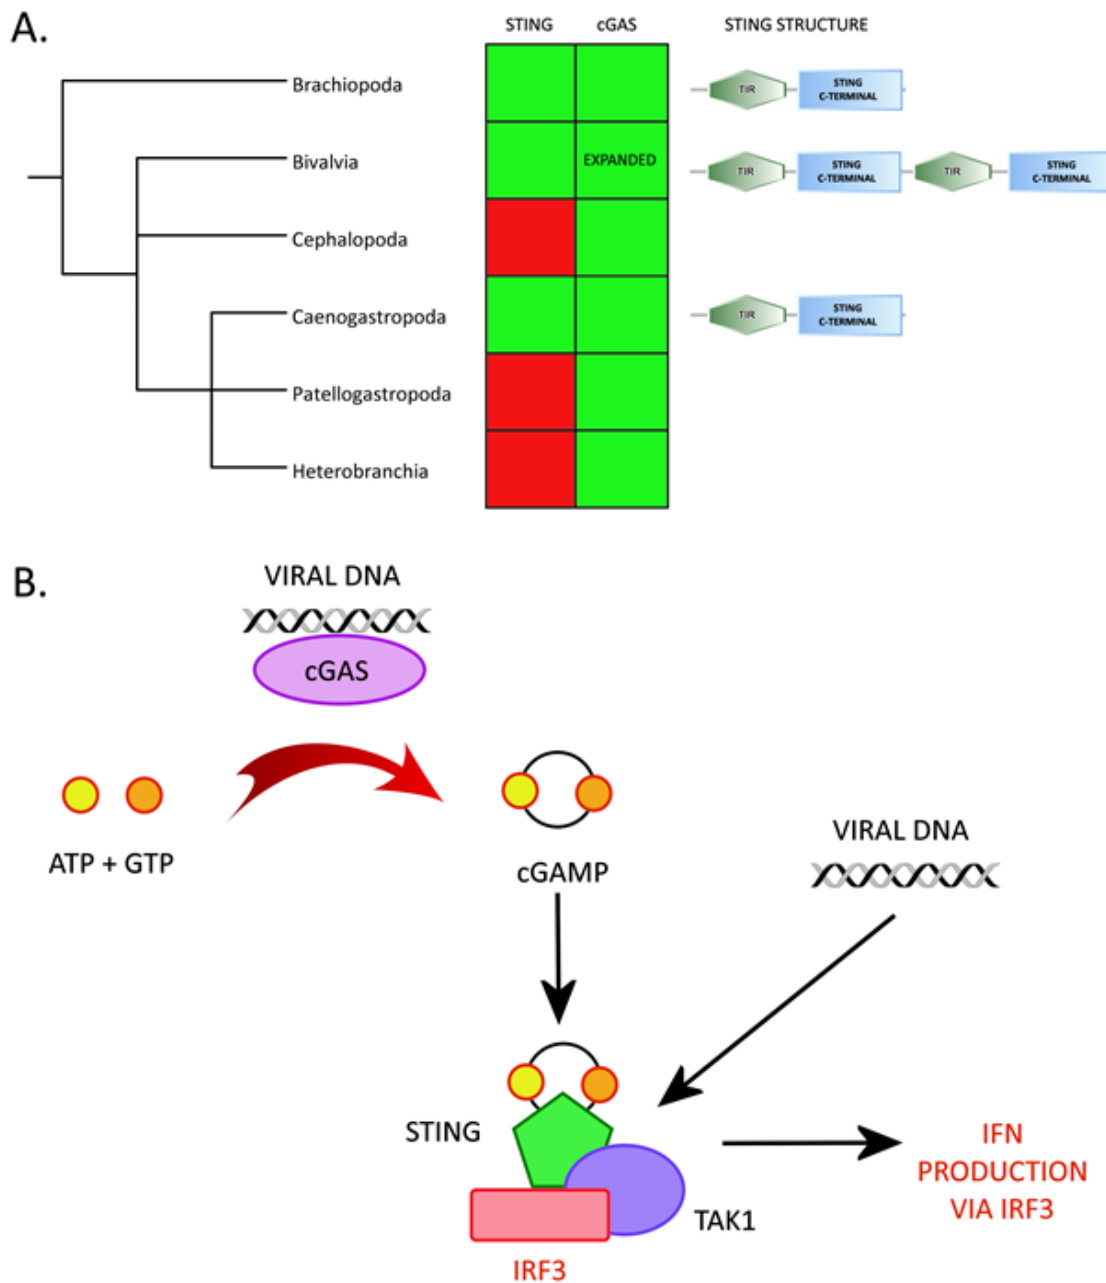 A.
STING cGAS STING STRUCTURE
Brachiopoda
TIR
STING
C-TERMINAL
Bivalvia
EXPANDED
TIR
STING
C-TERMINAL
TIR
STING
C-TERMINAL
Cephalopoda
Caenogastropoda
TIR
STING
C-TERMINAL
Patellogastropoda
Heterobranchia
B.
VIRAL DNA
cGAS
ATP + GTP
cGAMP
VIRAL DNA
STING
TAK1
IRF3
IFN
PRODUCTION
VIA IRF3